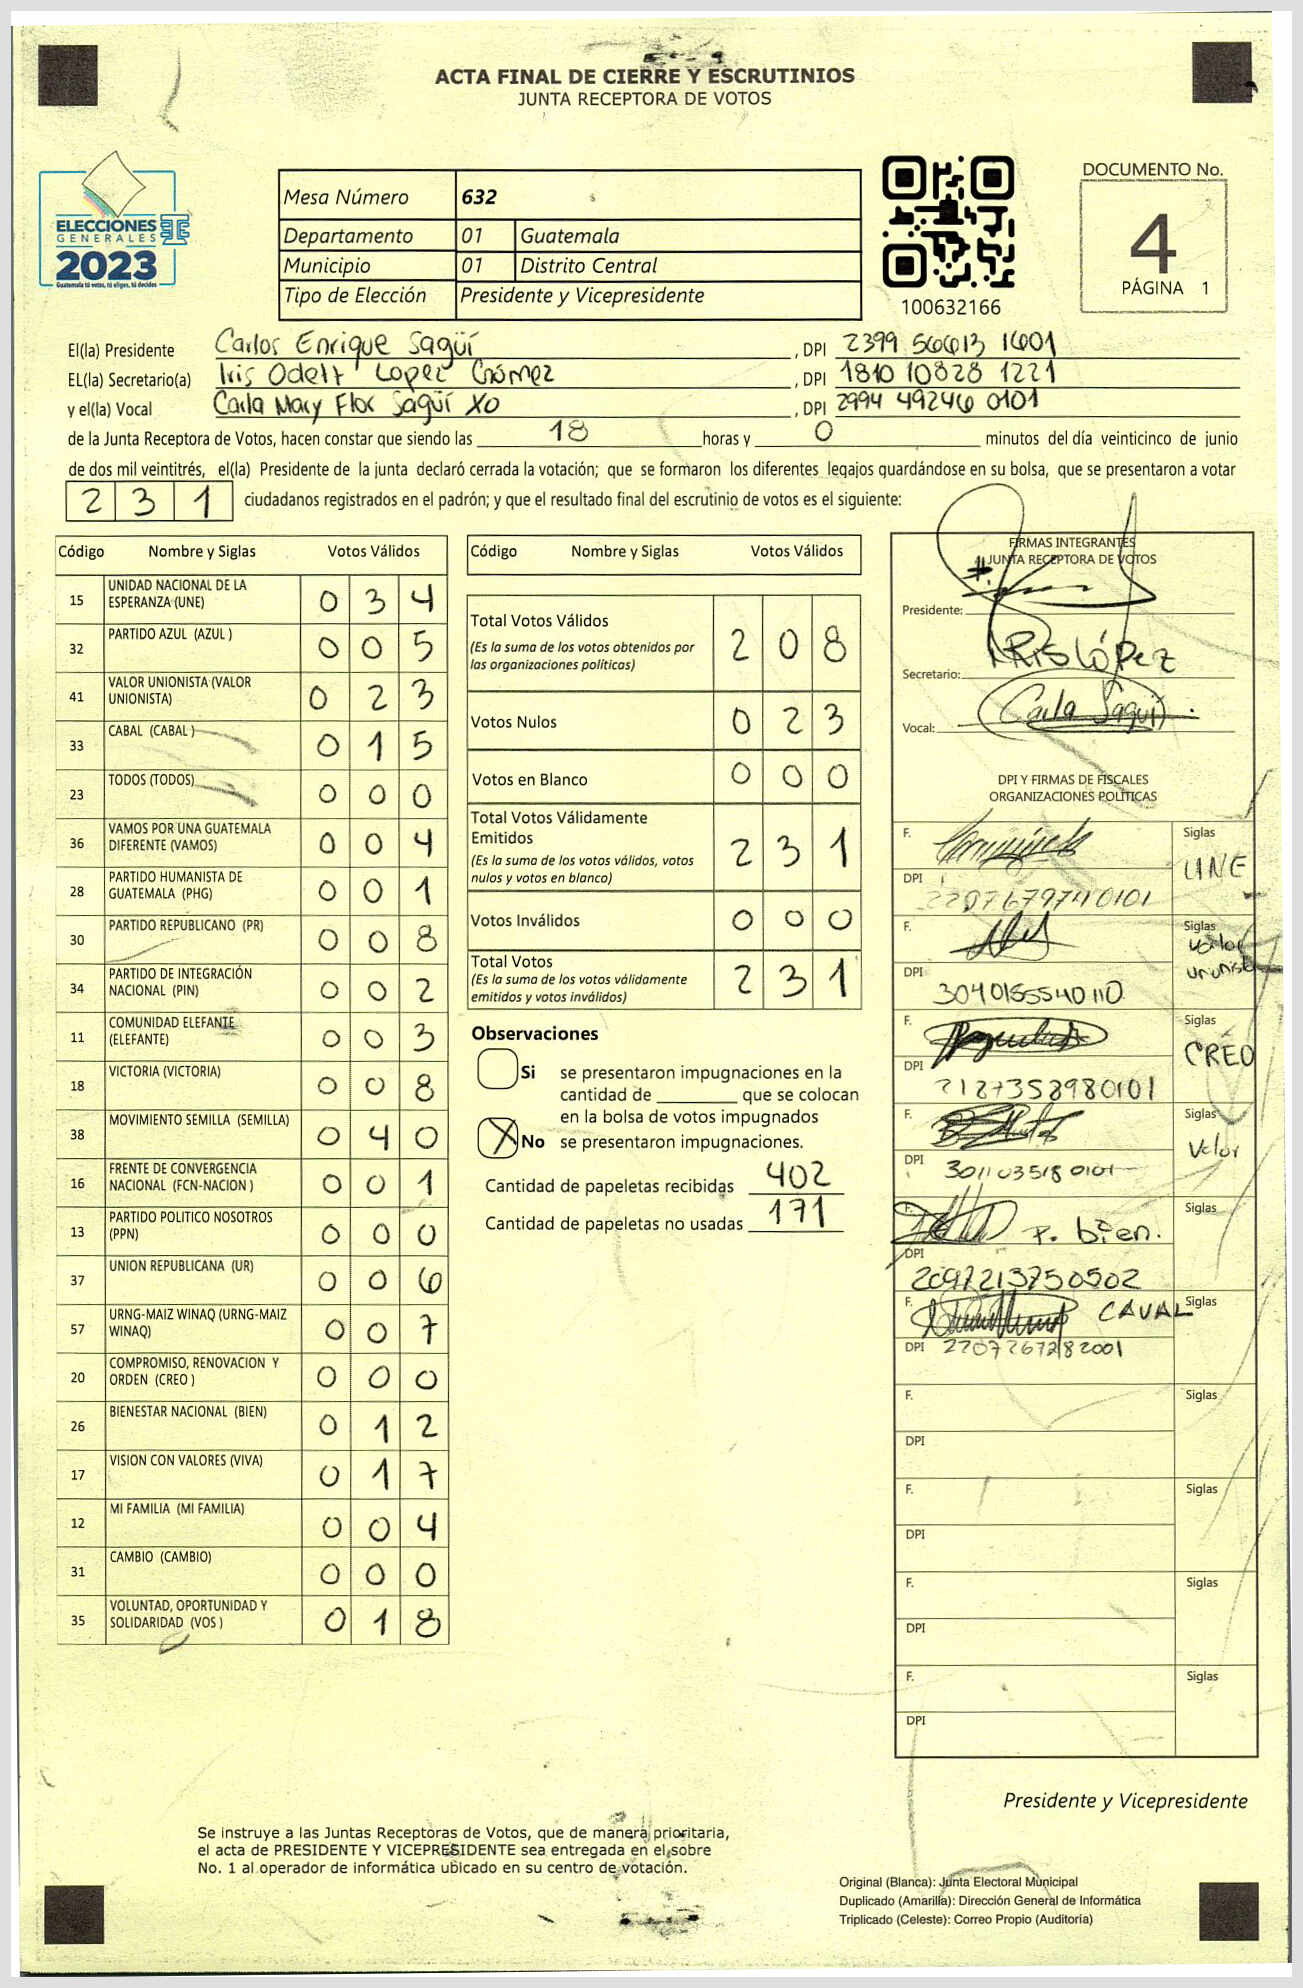 ACTA FINAL DE CIERRE Y ESCRUTINIOS
JUNTA RECEPTORA DE VOTOS
ELECCIONES
GENERALES
2023
Guatemala tú votas, tú eliges, tú decides
Mesa Número 632
Departamento 01 Guatemala
Municipio 01 Distrito Central
Tipo de Elección Presidente y Vicepresidente
100632166
DOCUMENTO No.
4
PÁGINA 1
El(la) Presidente Carlos Enrique Sagüí , DPI 2399 56613 1601
EL(la) Secretario(a) Iris Odett Lopez Gómez , DPI 1810 10828 1221
y el(la) Vocal Carla Mary Flor Sagüí XO , DPI 2994 49246 0101
de la Junta Receptora de Votos, hacen constar que siendo las 18 horas y 0 minutos del día veinticinco de junio
de dos mil veintitrés, el(la) Presidente de la junta declaró cerrada la votación; que se formaron los diferentes legajos guardándose en su bolsa, que se presentaron a votar
231 ciudadanos registrados en el padrón; y que el resultado final del escrutinio de votos es el siguiente:
Código Nombre y Siglas Votos Válidos
15 UNIDAD NACIONAL DE LA ESPERANZA (UNE) 0 3 4
32 PARTIDO AZUL (AZUL ) 0 0 5
41 VALOR UNIONISTA (VALOR UNIONISTA) 0 2 3
33 CABAL (CABAL ) 0 1 5
23 TODOS (TODOS) 0 0 0
36 VAMOS POR UNA GUATEMALA DIFERENTE (VAMOS) 0 0 4
28 PARTIDO HUMANISTA DE GUATEMALA (PHG) 0 0 1
30 PARTIDO REPUBLICANO (PR) 0 0 8
34 PARTIDO DE INTEGRACIÓN NACIONAL (PIN) 0 0 2
11 COMUNIDAD ELEFANTE (ELEFANTE) 0 0 3
18 VICTORIA (VICTORIA) 0 0 8
38 MOVIMIENTO SEMILLA (SEMILLA) 0 4 0
16 FRENTE DE CONVERGENCIA NACIONAL (FCN-NACION ) 0 0 1
13 PARTIDO POLITICO NOSOTROS (PPN) 0 0 0
37 UNION REPUBLICANA (UR) 0 0 6
57 URNG-MAIZ WINAQ (URNG-MAIZ WINAQ) 0 0 7
20 COMPROMISO, RENOVACION Y ORDEN (CREO ) 0 0 0
26 BIENESTAR NACIONAL (BIEN) 0 1 2
17 VISION CON VALORES (VIVA) 0 1 7
12 MI FAMILIA (MI FAMILIA) 0 0 4
31 CAMBIO (CAMBIO) 0 0 0
35 VOLUNTAD, OPORTUNIDAD Y SOLIDARIDAD (VOS ) 0 1 8
Código Nombre y Siglas Votos Válidos
Total Votos Válidos 2 0 8
(Es la suma de los votos obtenidos por
las organizaciones políticas)
Votos Nulos 0 2 3
Votos en Blanco 0 0 0
Total Votos Válidamente
Emitidos 2 3 1
(Es la suma de los votos válidos, votos
nulos y votos en blanco)
Votos Inválidos 0 0 0
Total Votos 2 3 1
(Es la suma de los votos válidamente
emitidos y votos inválidos)
Observaciones
Si se presentaron impugnaciones en la
cantidad de ________ que se colocan
en la bolsa de votos impugnados
X No se presentaron impugnaciones.
Cantidad de papeletas recibidas 402
Cantidad de papeletas no usadas 171
FIRMAS INTEGRANTES
JUNTA RECEPTORA DE VOTOS
Presidente:
Secretario: IRIS LÓPez
Vocal: Carla Sagüí
DPI Y FIRMAS DE FISCALES
ORGANIZACIONES POLÍTICAS
F. Siglas UNE
DPI 2207679740101
F. Siglas Valor Unionista
DPI
F. Siglas CREO
DPI 2127358980101
F. Siglas Valor
DPI 3011035180101
F. P. bien. Siglas
DPI 2097213750502
F. CAVAL Siglas
DPI 2207267282001
F. Siglas
DPI
F. Siglas
DPI
F. Siglas
DPI
F. Siglas
DPI
Presidente y Vicepresidente
Se instruye a las Juntas Receptoras de Votos, que de manera prioritaria,
el acta de PRESIDENTE Y VICEPRESIDENTE sea entregada en el sobre
No. 1 al operador de informática ubicado en su centro de votación.
Original (Blanca): Junta Electoral Municipal
Duplicado (Amarilla): Dirección General de Informática
Triplicado (Celeste): Correo Propio (Auditoría)